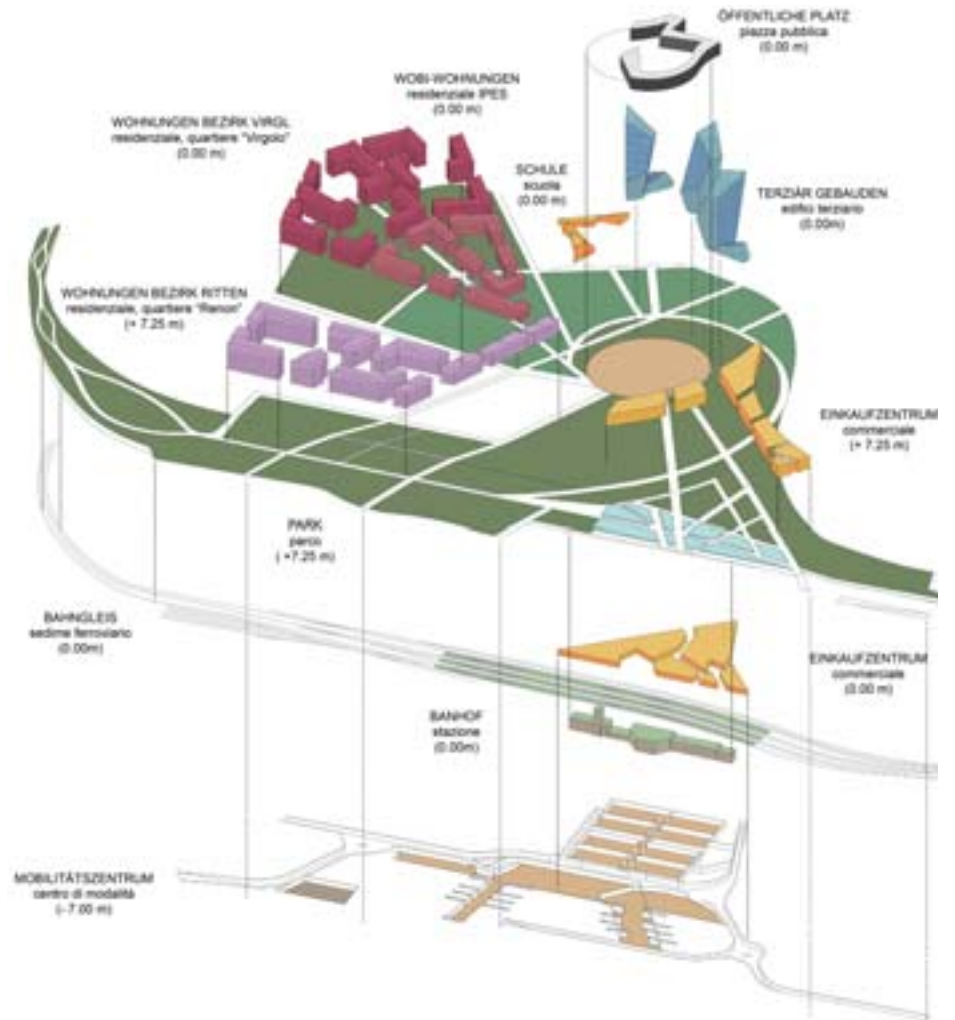 ÖFFENTLICHE PLATZ
piazza pubblica
(0.00 m)
WOBI-WOHNUNGEN
residenziale IPES
(0.00 m)
WOHNUNGEN BEZIRK VIRGL
residenziale, quartiere "Virgolo"
(0.00 m)
SCHULE
scuola
(0.00 m)
TERZIÄR GEBAUDEN
edifici terziario
(0.00m)
WOHNUNGEN BEZIRK RITTEN
residenziale, quartiere "Renon"
(+ 7.25 m)
EINKAUFZENTRUM
commerciale
(+ 7.25 m)
PARK
parco
( +7.25 m)
BAHNGLEIS
sedime ferroviario
(0.00m)
EINKAUFZENTRUM
commerciale
(0.00 m)
BANHOF
stazione
(0.00m)
MOBILITÄTSZENTRUM
centro di modalità
(- 7.00 m)